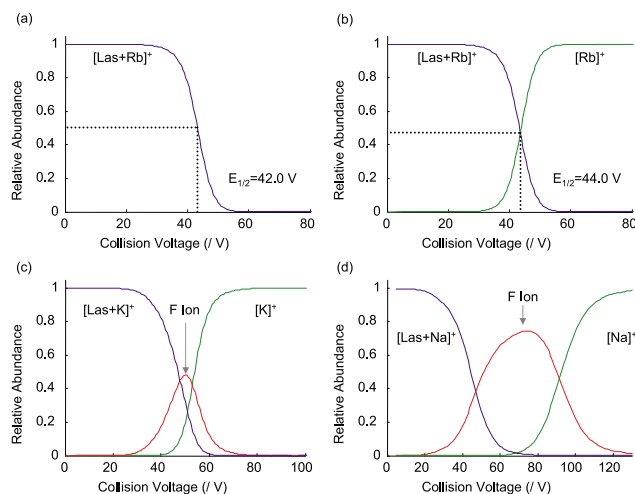 (a)
[Las+Rb]⁺
E₁/₂=42.0 V
Relative Abundance
1
0.8
0.6
0.4
0.2
0
0 20 40 60 80
Collision Voltage (/ V)
(b)
[Las+Rb]⁺ [Rb]⁺
E₁/₂=44.0 V
Relative Abundance
1
0.8
0.6
0.4
0.2
0
0 20 40 60 80
Collision Voltage (/ V)
(c)
[Las+K]⁺ F Ion [K]⁺
Relative Abundance
1
0.8
0.6
0.4
0.2
0
0 20 40 60 80 100
Collision Voltage (/ V)
(d)
F Ion
[Las+Na]⁺ [Na]⁺
Relative Abundance
1
0.8
0.6
0.4
0.2
0
0 20 40 60 80 100 120
Collision Voltage (/ V)